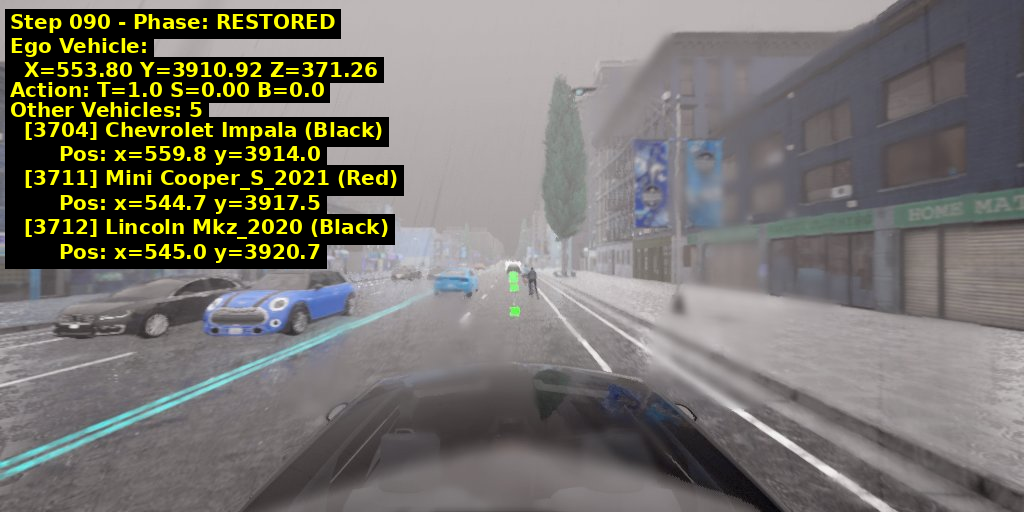 Step 090 - Phase: RESTORED
Ego Vehicle:
X=553.80 Y=3910.92 Z=371.26
Action: T=1.0 S=0.00 B=0.0
Other Vehicles: 5
[3704] Chevrolet Impala (Black)
Pos: x=559.8 y=3914.0
[3711] Mini Cooper_S_2021 (Red)
Pos: x=544.7 y=3917.5
[3712] Lincoln Mkz_2020 (Black)
Pos: x=545.0 y=3920.7
HOME MAT